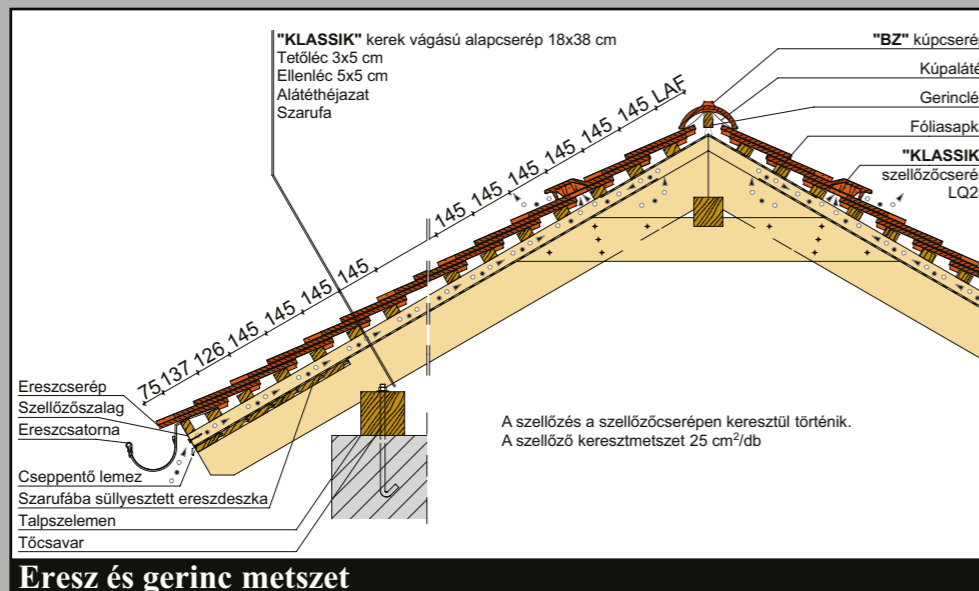 "KLASSIK" kerek vágású alapcserép 18x38 cm
Tetőléc 3x5 cm
Ellenléc 5x5 cm
Alátéthéjazat
Szarufa
"BZ" kúpcserép
Kúpaláté
Gerinclé
Fóliasapk
"KLASSIK
szellőzőcseré
LQ2
75 137 126 145 145 145 145 145 145 145 145 145 145 LAF
Ereszcserép
Szellőzőszalag
Ereszcsatorna
Cseppentő lemez
Szarufába süllyesztett ereszdeszka
Talpszelemen
Tőcsavar
A szellőzés a szellőzőcserépen keresztül történik.
A szellőző keresztmetszet 25 cm²/db
Eresz és gerinc metszet